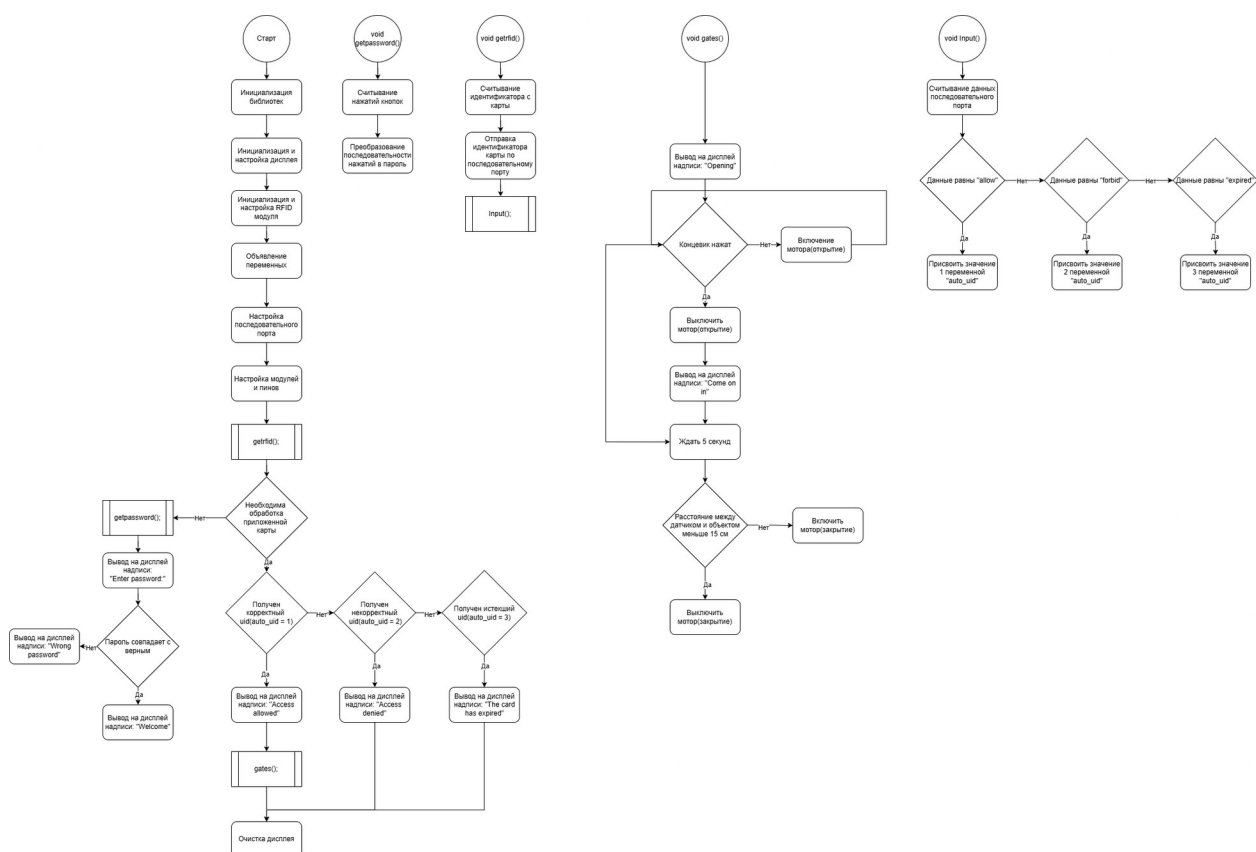 Старт
Инициализация
библиотек
Инициализация и
настройка дисплея
Инициализация и
настройка RFID
модуля
Объявление
переменных
Настройка
последовательного
порта
Настройка модулей
и пинов
getrfid();
Необходима
обработка
приложенной
карты
Нет
getpassword();
Вывод на дисплей
надписи:
"Enter password:"
Пароль совпадает с
верным
Нет
Вывод на дисплей
надписи: "Wrong
password"
Да
Вывод на дисплей
надписи: "Welcome"
Да
Получен
корректный
uid(auto_uid = 1)
Нет
Получен
некорректный
uid(auto_uid = 2)
Нет
Получен истекший
uid(auto_uid = 3)
Да
Да
Да
Вывод на дисплей
надписи: "Access
allowed"
Вывод на дисплей
надписи: "Access
denied"
Вывод на дисплей
надписи: "The card
has expired"
gates();
Очистка дисплея
void
getpassword()
Считывание
нажатий кнопок
Преобразование
последовательности
нажатий в пароль
void getrfid()
Считывание
идентификатора с
карты
Отправка
идентификатора
карты по
последовательному
порту
Input();
void gates()
Вывод на дисплей
надписи: "Opening"
Концевик нажат
Нет
Включение
мотора(открытие)
Да
Выключить
мотор(открытие)
Вывод на дисплей
надписи: "Come on
in"
Ждать 5 секунд
Расстояние между
датчиком и объектом
меньше 15 см
Нет
Включить
мотор(закрытие)
Да
Выключить
мотор(закрытие)
void Input()
Считывание данных
последовательного
порта
Данные равны "allow"
Нет
Данные равны "forbid"
Нет
Данные равны "expired"
Да
Да
Да
Присвоить значение
1 переменной
"auto_uid"
Присвоить значение
2 переменной
"auto_uid"
Присвоить значение
3 переменной
"auto_uid"